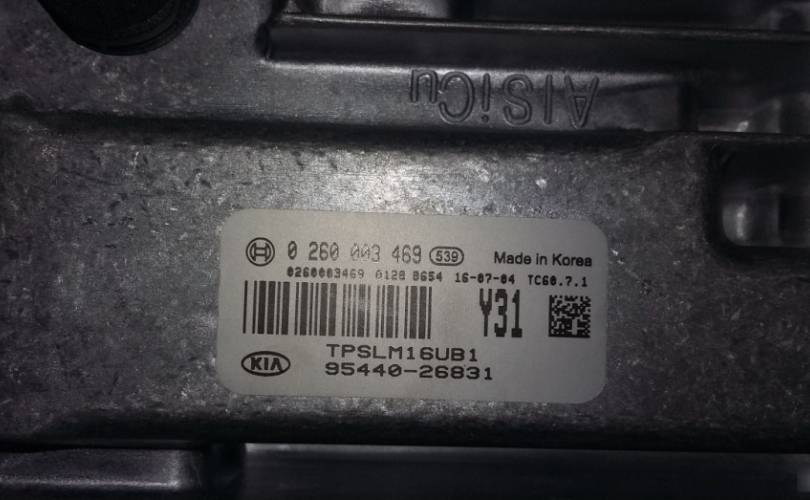 AlSiCu
0 260 003 469 539 Made in Korea
0260003469 0128 8654 16-07-04 TC60.7.1
Y31
TPSLM16UB1
KIA 95440-26831